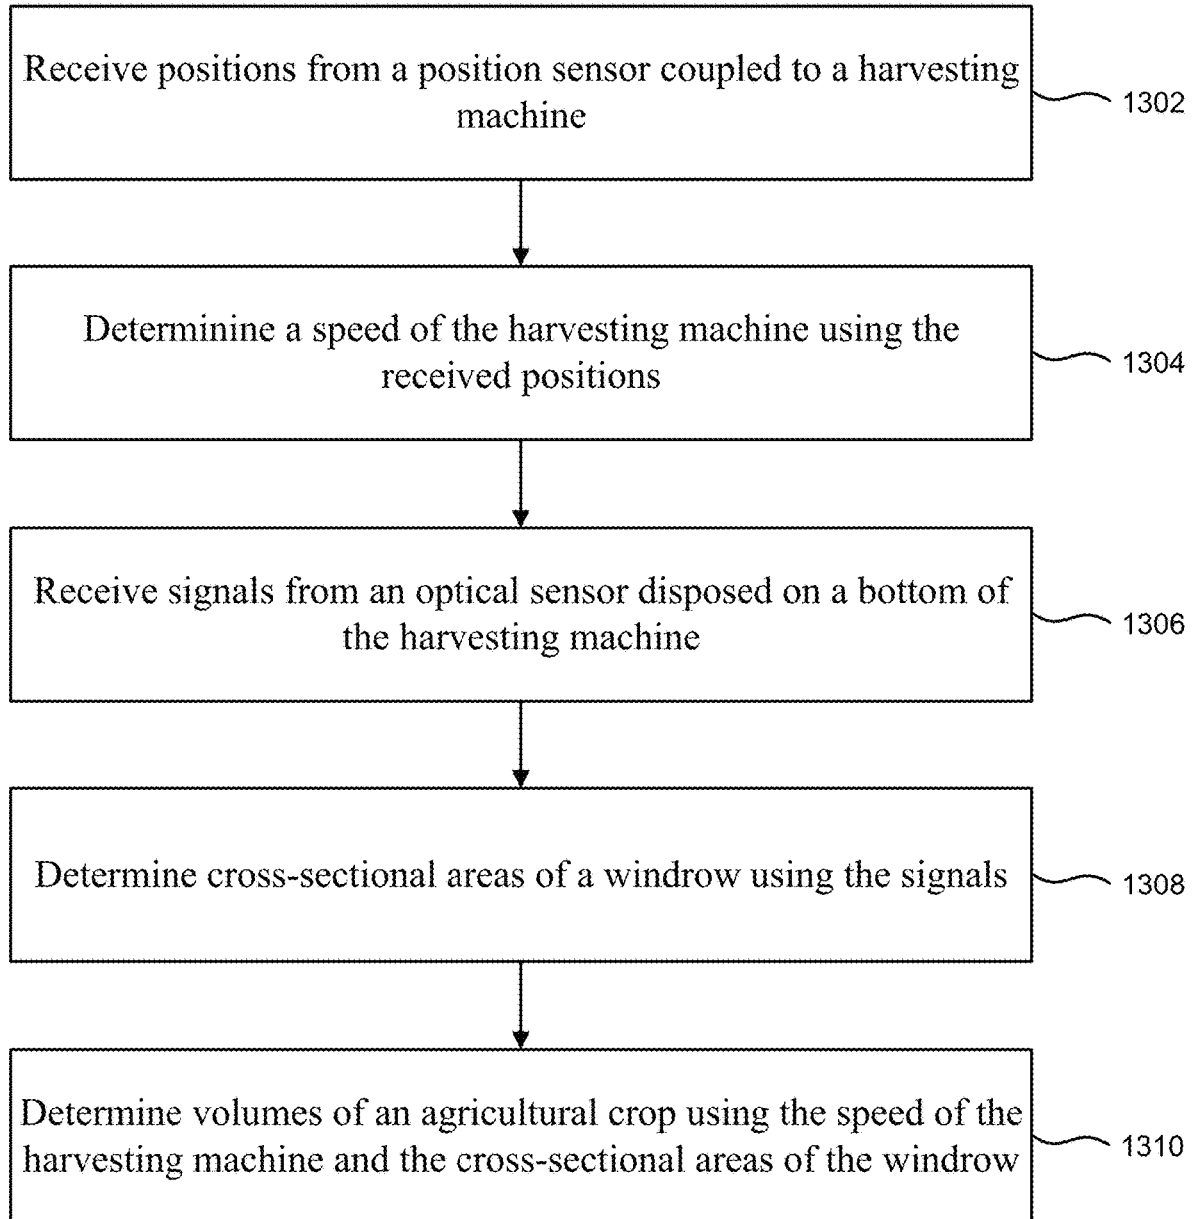 Receive positions from a position sensor coupled to a harvesting
machine
1302
Determinine a speed of the harvesting machine using the
received positions
1304
Receive signals from an optical sensor disposed on a bottom of
the harvesting machine
1306
Determine cross-sectional areas of a windrow using the signals
1308
Determine volumes of an agricultural crop using the speed of the
harvesting machine and the cross-sectional areas of the windrow
1310